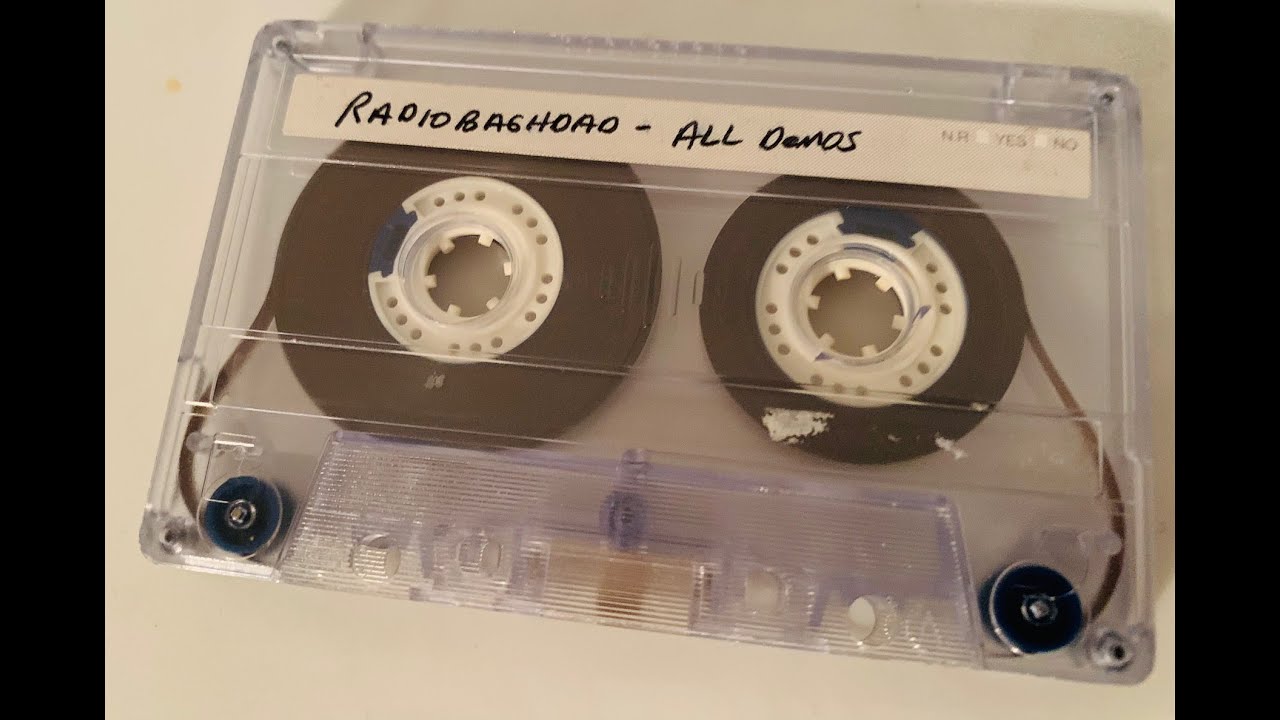 RADIOBAGHDAD - ALL DEMOS
N.R YES NO
A